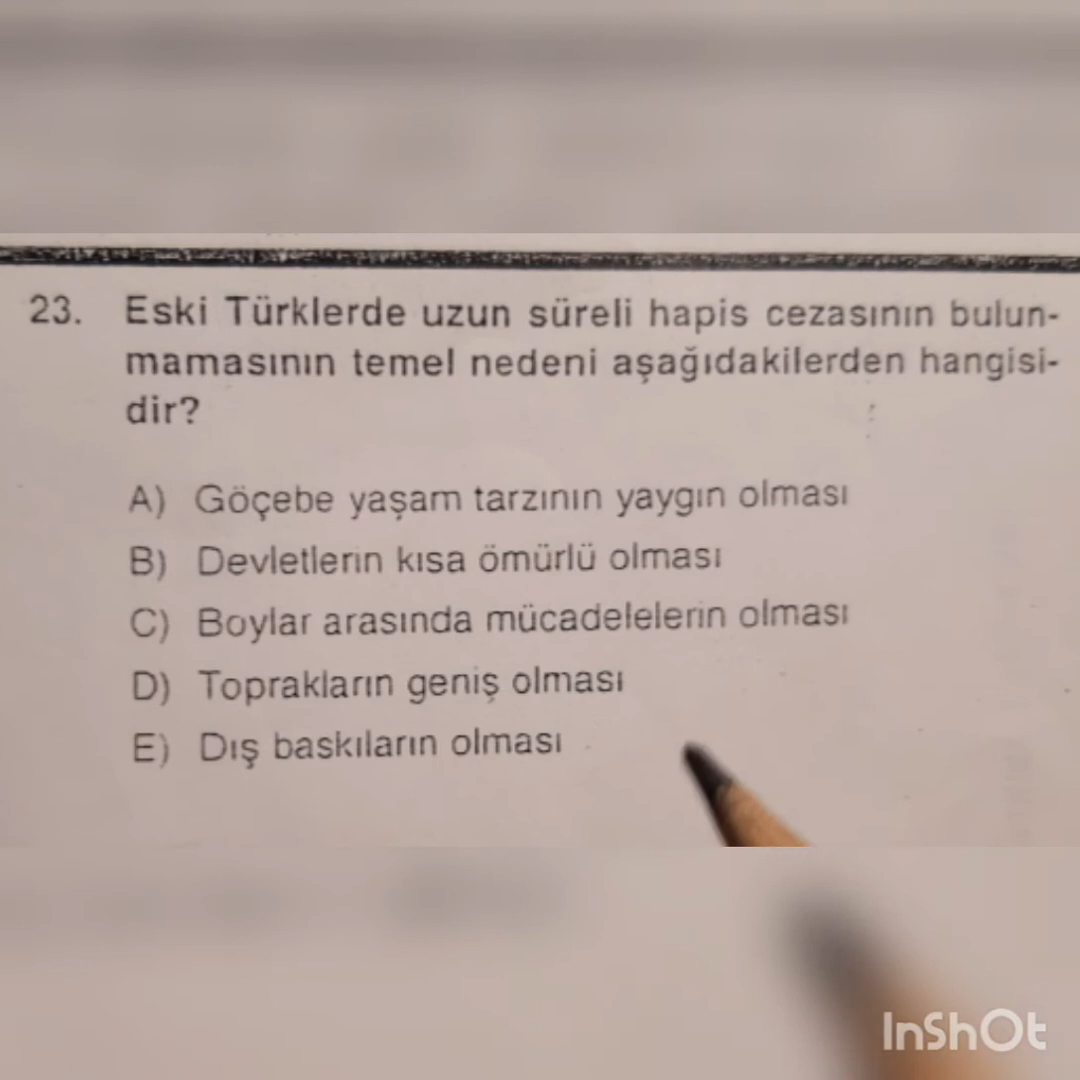 23. Eski Türklerde uzun süreli hapis cezasının bulun-
mamasının temel nedeni aşağıdakilerden hangisi-
dir?
A) Göçebe yaşam tarzının yaygın olması
B) Devletlerin kısa ömürlü olması
C) Boylar arasında mücadelelerin olması
D) Toprakların geniş olması
E) Dış baskıların olması
InShOt